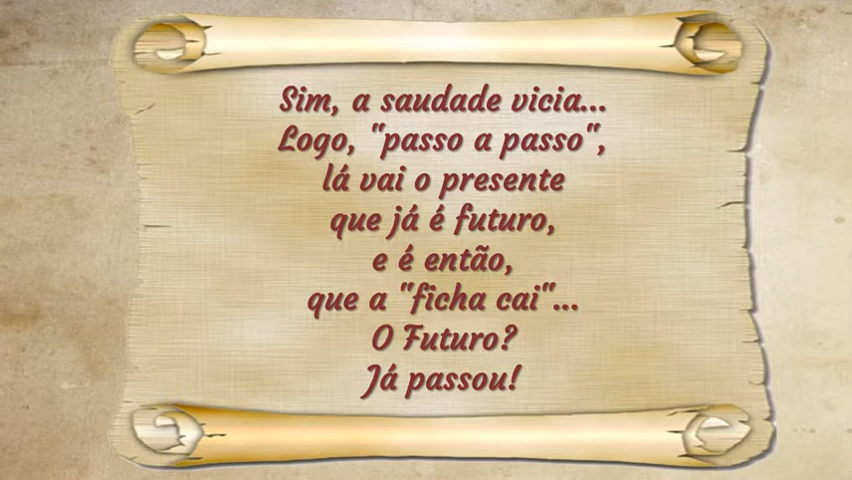 Sim, a saudade vicia...
Logo, "passo a passo",
lá vai o presente
que já é futuro,
e é então,
que a "ficha cai"...
O Futuro?
Já passou!